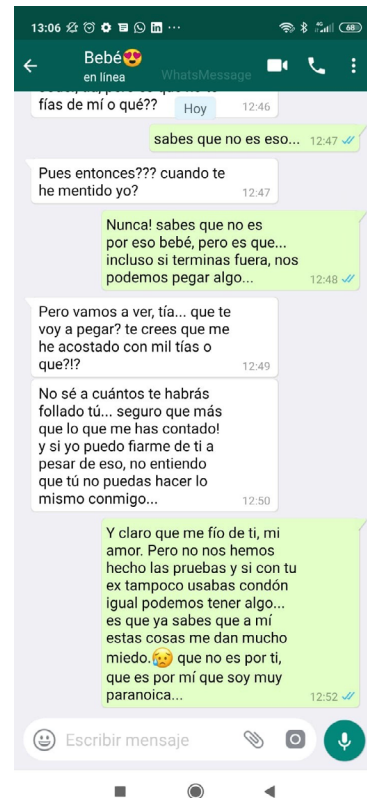 13:06
4G
68
Bebé😍
en línea
WhatsMessage
fías de mí o qué??
12:46
Hoy
sabes que no es eso... 12:47
Pues entonces??? cuando te
he mentido yo?
12:47
Nunca! sabes que no es
por eso bebé, pero es que...
incluso si terminas fuera, nos
podemos pegar algo...
12:48
Pero vamos a ver, tía... que te
voy a pegar? te crees que me
he acostado con mil tías o
que?!?
12:49
No sé a cuántos te habrás
follado tú... seguro que más
que lo que me has contado!
y si yo puedo fiarme de ti a
pesar de eso, no entiendo
que tú no puedas hacer lo
mismo conmigo...
12:50
Y claro que me fío de ti, mi
amor. Pero no nos hemos
hecho las pruebas y si con tu
ex tampoco usabas condón
igual podemos tener algo...
es que ya sabes que a mí
estas cosas me dan mucho
miedo.😥 que no es por ti,
que es por mí que soy muy
paranoica...
12:52
Escribir mensaje